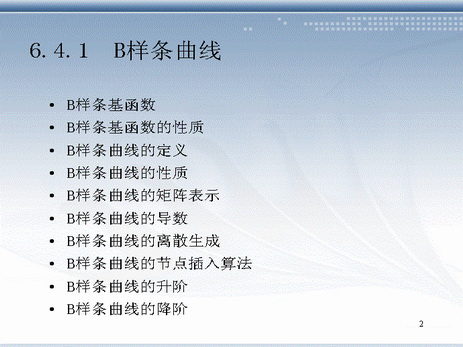 6.4.1 B样条曲线
• B样条基函数
• B样条基函数的性质
• B样条曲线的定义
• B样条曲线的性质
• B样条曲线的矩阵表示
• B样条曲线的导数
• B样条曲线的离散生成
• B样条曲线的节点插入算法
• B样条曲线的升阶
• B样条曲线的降阶
2